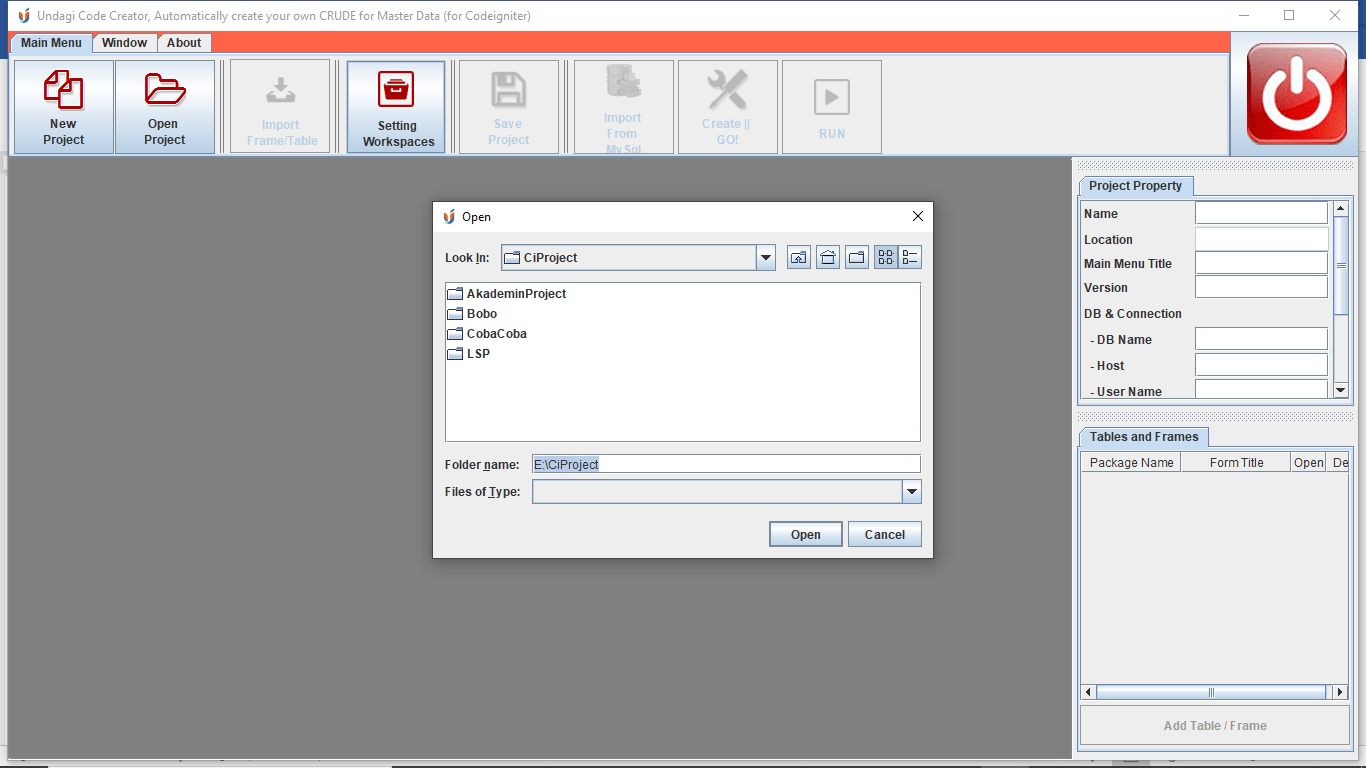 Undagi Code Creator, Automatically create your own CRUDE for Master Data (for Codeigniter)
Main Menu Window About
New
Project
Open
Project
Import
Frame/Table
Setting
Workspaces
Save
Project
Import
From
MySql
Create ||
GO!
RUN
Open
Look In: CiProject
AkademinProject
Bobo
CobaCoba
LSP
Folder name: E:\CiProject
Files of Type:
Open Cancel
Project Property
Name
Location
Main Menu Title
Version
DB & Connection
- DB Name
- Host
- User Name
Tables and Frames
Package Name Form Title Open De
Add Table / Frame